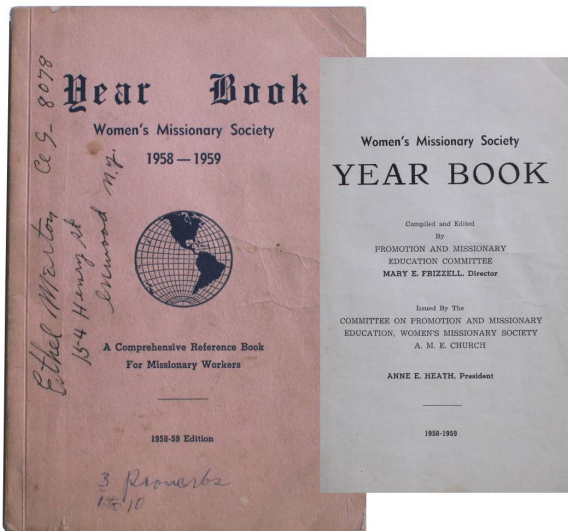 Year Book
Women's Missionary Society
1958 — 1959
A Comprehensive Reference Book
For Missionary Workers
1958-59 Edition
3 Proverbs
1 to 10
Ethel Merton Ce 9-8078
154 Henry st
N.Y.
Women's Missionary Society
YEAR BOOK
Compiled and Edited
By
PROMOTION AND MISSIONARY
EDUCATION COMMITTEE
MARY E. FRIZZELL, Director
Issued By The
COMMITTEE ON PROMOTION AND MISSIONARY
EDUCATION, WOMEN'S MISSIONARY SOCIETY
A. M. E. CHURCH
ANNE E. HEATH, President
1958-1959